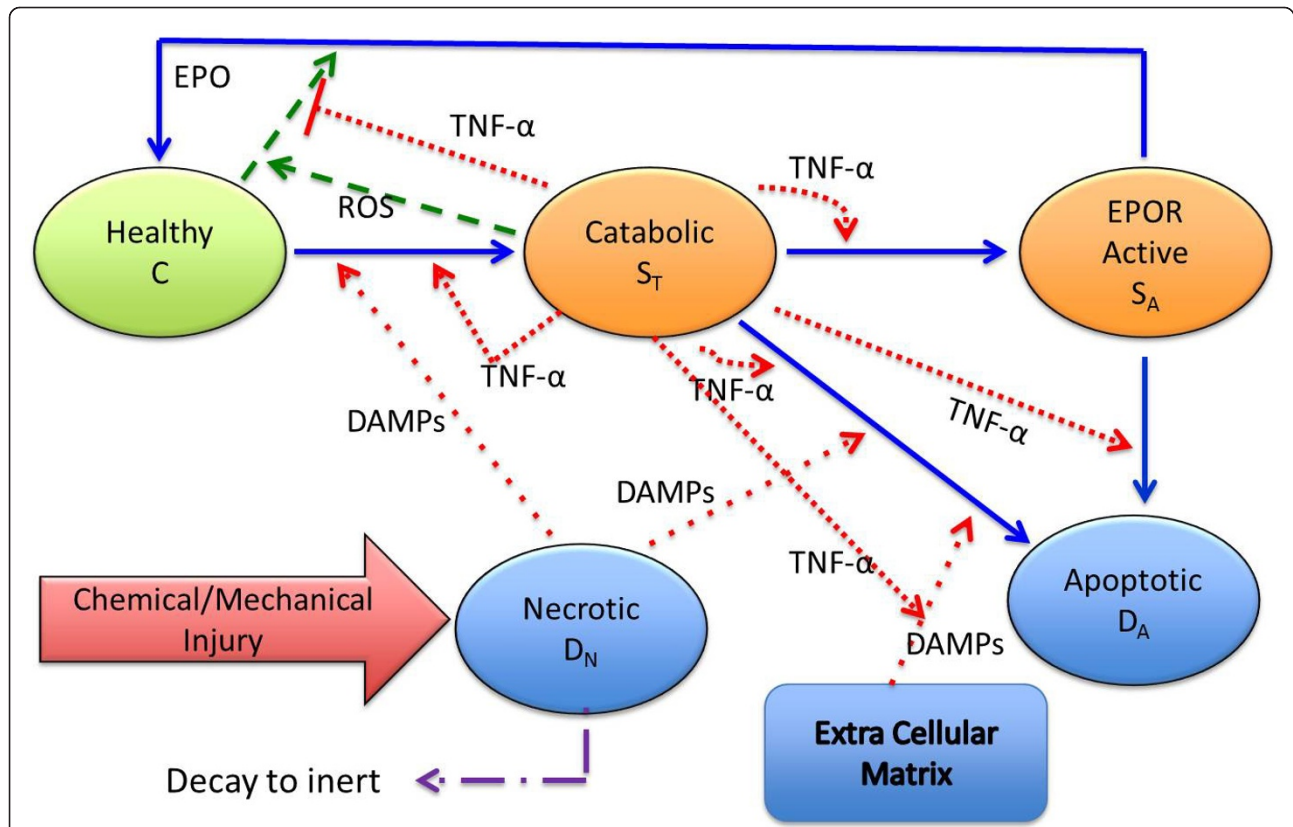 EPO
TNF-α
TNF-α
ROS
Healthy
C
Catabolic
S_T
EPOR
Active
S_A
TNF-α
TNF-α
TNF-α
DAMPs
DAMPs
TNF-α
Chemical/Mechanical
Injury
Necrotic
D_N
Apoptotic
D_A
DAMPs
Extra Cellular
Matrix
Decay to inert